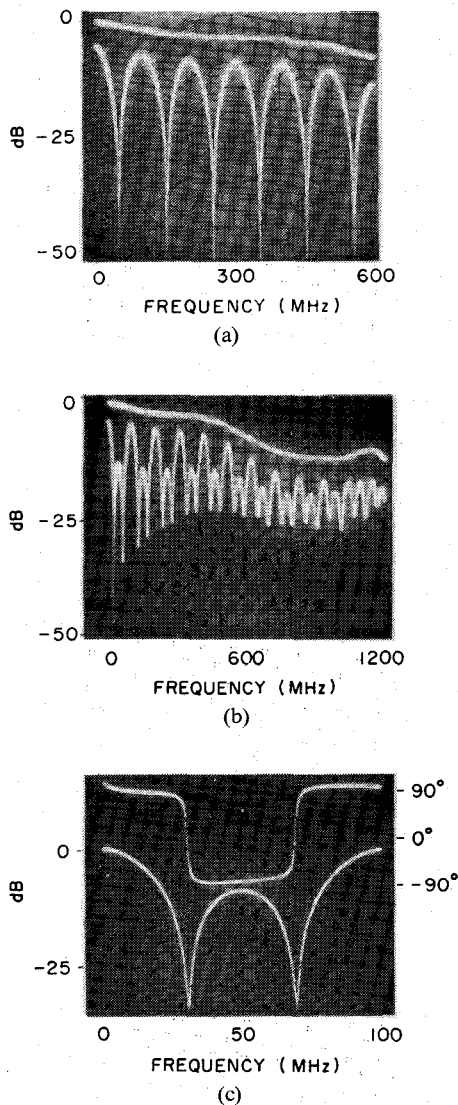 0
-25
-50
dB
0 300 600
FREQUENCY (MHz)
(a)
0
-25
-50
dB
0 600 1200
FREQUENCY (MHz)
(b)
90°
0°
-90°
0
-25
dB
0 50 100
FREQUENCY (MHz)
(c)